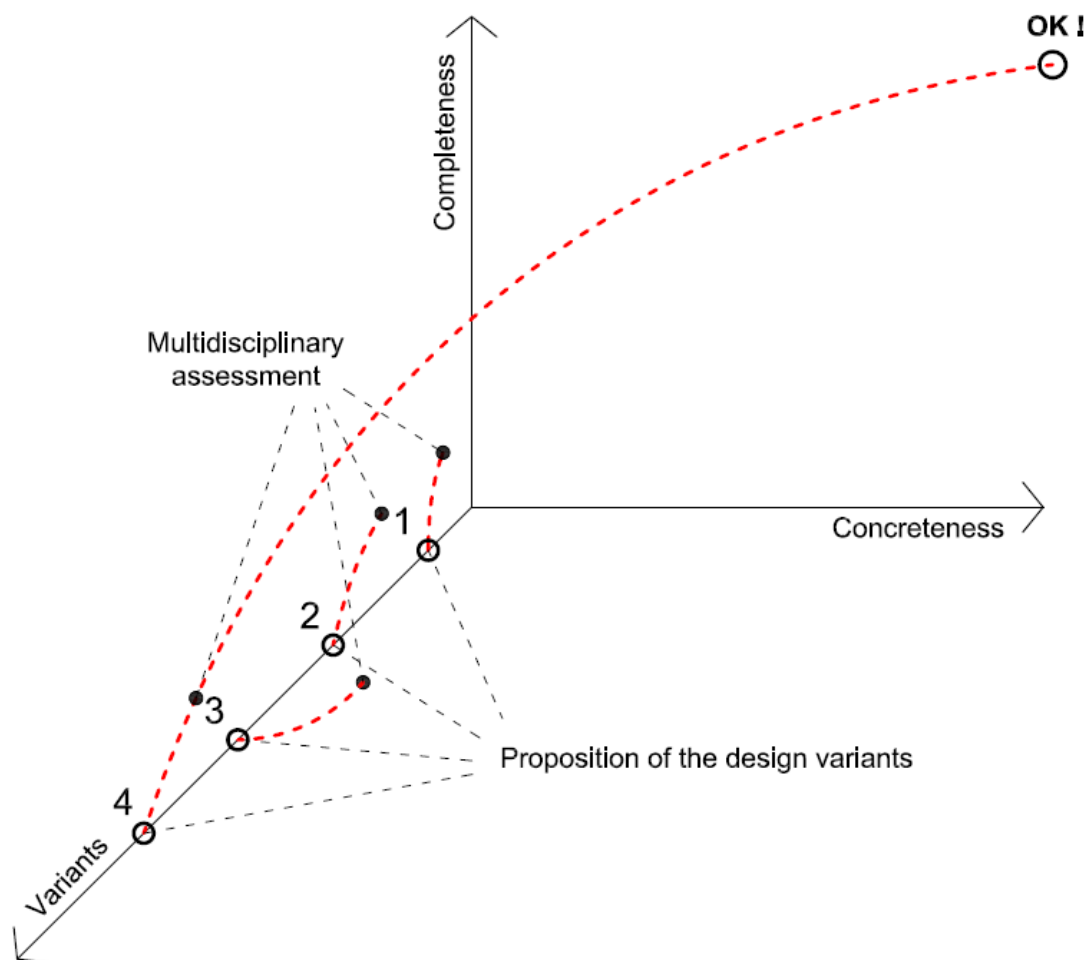 OK !
Completeness
Multidisciplinary
assessment
1
Concreteness
2
3
Proposition of the design variants
4
Variants